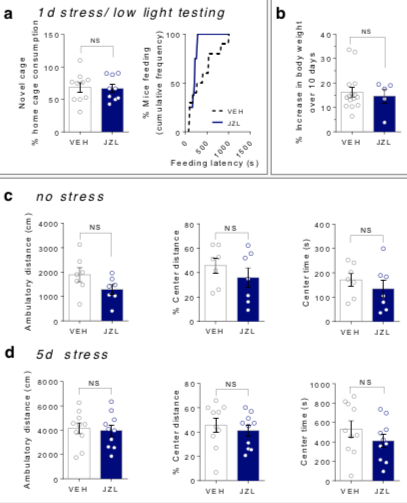 a 1d stress/ low light testing
Novel cage
% home cage consumption
150
100
50
0
NS
VEH JZL
% Mice feeding
(cumulative frequency)
100
50
0
VEH
JZL
0 500 1000 1500
Feeding latency (s)
b
% Increase in body weight
over 10 days
40
30
20
10
0
NS
VEH JZL
c no stress
Ambulatory distance (cm)
4000
3000
2000
1000
0
NS
VEH JZL
% Center distance
80
60
40
20
0
NS
VEH JZL
Center time (s)
400
300
200
100
0
NS
VEH JZL
d 5d stress
Ambulatory distance (cm)
8000
6000
4000
2000
0
NS
VEH JZL
% Center distance
80
60
40
20
0
NS
VEH JZL
Center time (s)
1000
800
600
400
200
0
NS
VEH JZL